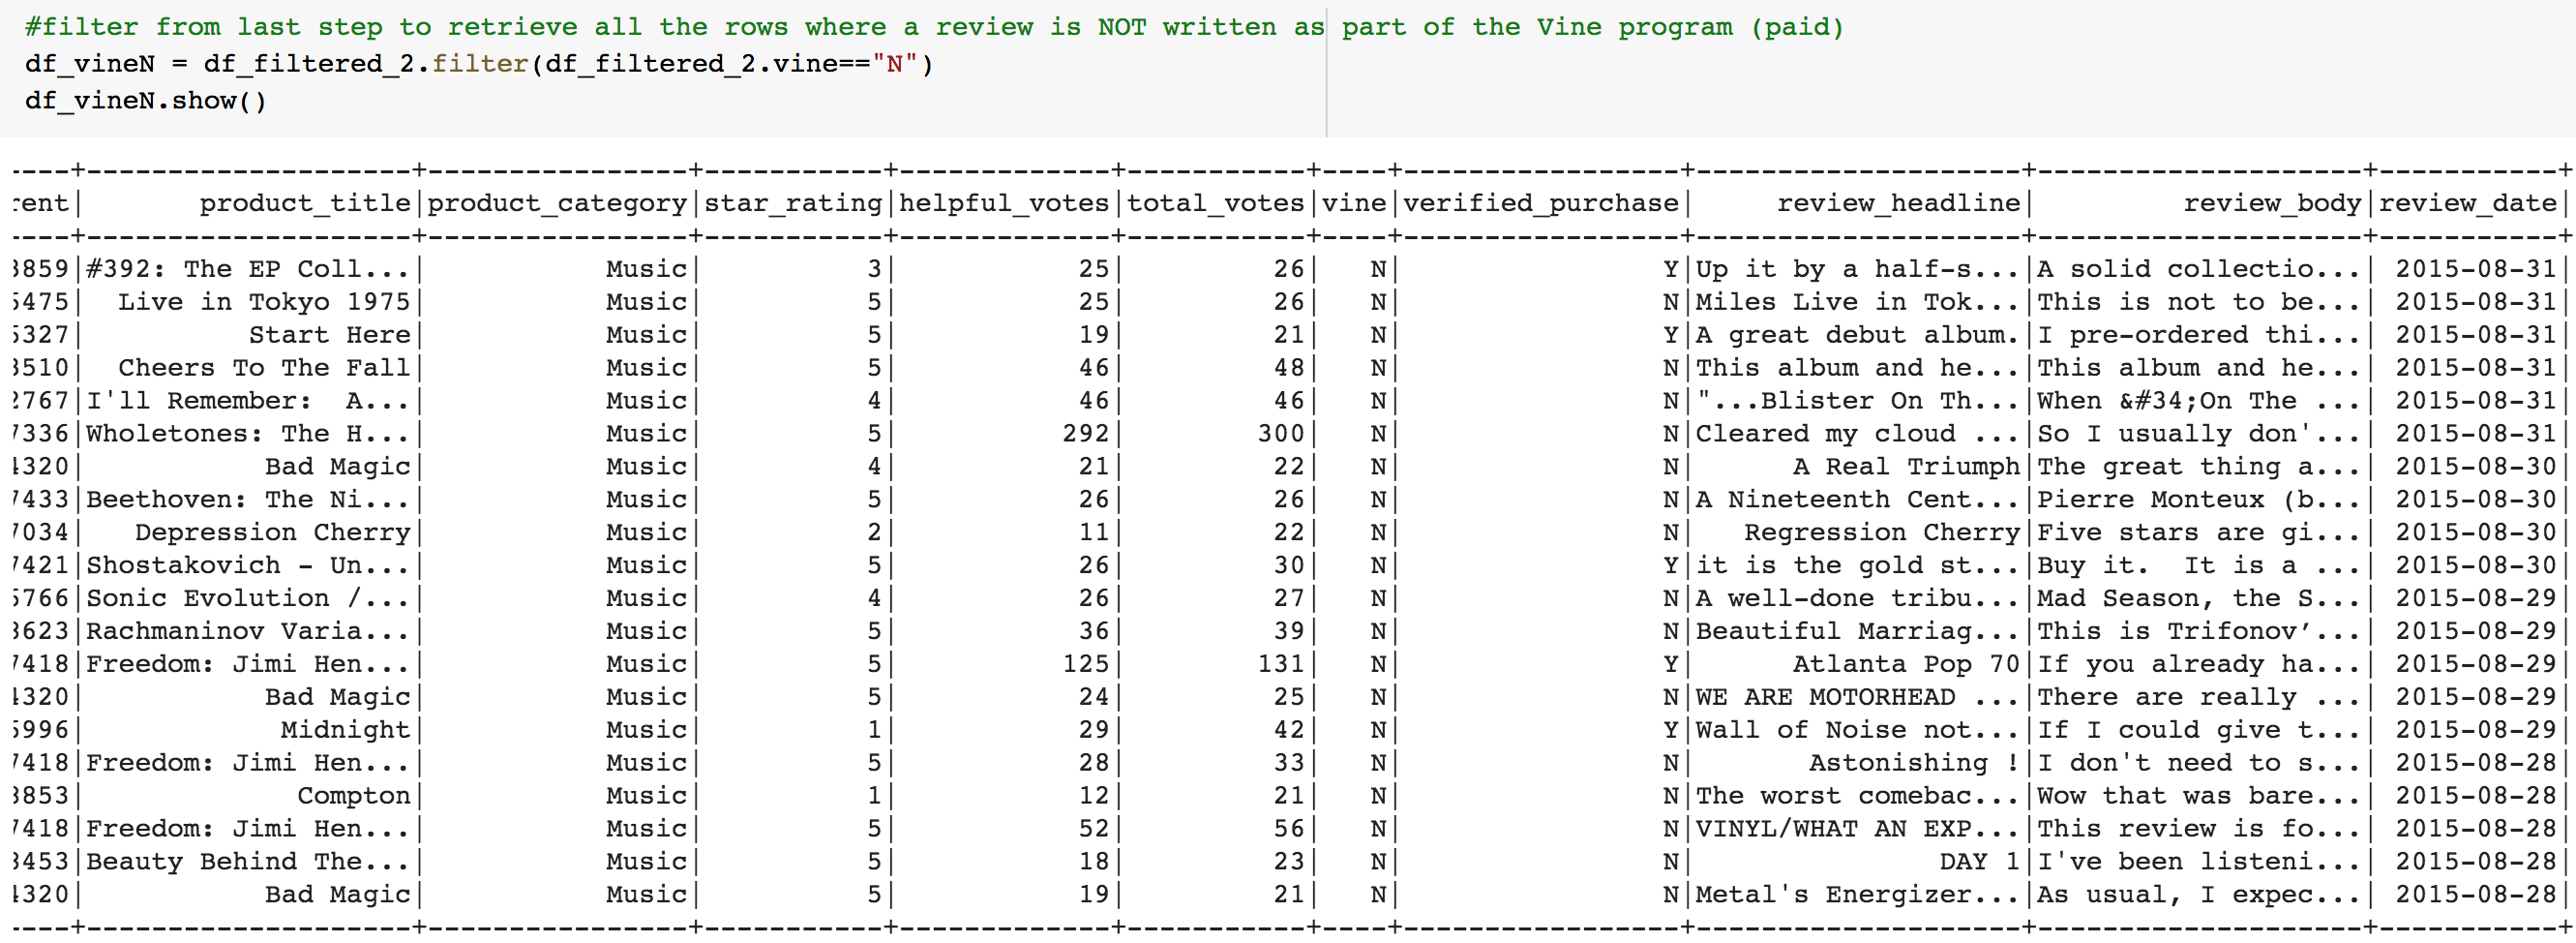 #filter from last step to retrieve all the rows where a review is NOT written as part of the Vine program (paid)
df_vineN = df_filtered_2.filter(df_filtered_2.vine=="N")
df_vineN.show()
----+--------------------+----------------+-----------+-------------+-----------+----+-----------------+--------------------+--------------------+-----------+
rent|       product_title|product_category|star_rating|helpful_votes|total_votes|vine|verified_purchase|     review_headline|         review_body|review_date|
----+--------------------+----------------+-----------+-------------+-----------+----+-----------------+--------------------+--------------------+-----------+
3859|#392: The EP Coll...|           Music|          3|           25|         26|   N|                Y|Up it by a half-s...|A solid collectio...| 2015-08-31|
5475|  Live in Tokyo 1975|           Music|          5|           25|         26|   N|                N|Miles Live in Tok...|This is not to be...| 2015-08-31|
5327|          Start Here|           Music|          5|           19|         21|   N|                Y|A great debut album.|I pre-ordered thi...| 2015-08-31|
3510|  Cheers To The Fall|           Music|          5|           46|         48|   N|                N|This album and he...|This album and he...| 2015-08-31|
2767|I'll Remember:  A...|           Music|          4|           46|         46|   N|                N|"...Blister On Th...|When &#34;On The ...| 2015-08-31|
7336|Wholetones: The H...|           Music|          5|          292|        300|   N|                N|Cleared my cloud ...|So I usually don'...| 2015-08-31|
4320|           Bad Magic|           Music|          4|           21|         22|   N|                N|      A Real Triumph|The great thing a...| 2015-08-30|
7433|Beethoven: The Ni...|           Music|          5|           26|         26|   N|                N|A Nineteenth Cent...|Pierre Monteux (b...| 2015-08-30|
7034|   Depression Cherry|           Music|          2|           11|         22|   N|                N|   Regression Cherry|Five stars are gi...| 2015-08-30|
7421|Shostakovich - Un...|           Music|          5|           26|         30|   N|                Y|it is the gold st...|Buy it.  It is a ...| 2015-08-30|
5766|Sonic Evolution /...|           Music|          4|           26|         27|   N|                N|A well-done tribu...|Mad Season, the S...| 2015-08-29|
3623|Rachmaninov Varia...|           Music|          5|           36|         39|   N|                N|Beautiful Marriag...|This is Trifonov’...| 2015-08-29|
7418|Freedom: Jimi Hen...|           Music|          5|          125|        131|   N|                Y|      Atlanta Pop 70|If you already ha...| 2015-08-29|
4320|           Bad Magic|           Music|          5|           24|         25|   N|                N|WE ARE MOTORHEAD ...|There are really ...| 2015-08-29|
5996|            Midnight|           Music|          1|           29|         42|   N|                Y|Wall of Noise not...|If I could give t...| 2015-08-29|
7418|Freedom: Jimi Hen...|           Music|          5|           28|         33|   N|                N|        Astonishing !|I don't need to s...| 2015-08-28|
3853|             Compton|           Music|          1|           12|         21|   N|                N|The worst comebac...|Wow that was bare...| 2015-08-28|
7418|Freedom: Jimi Hen...|           Music|          5|           52|         56|   N|                N|VINYL/WHAT AN EXP...|This review is fo...| 2015-08-28|
3453|Beauty Behind The...|           Music|          5|           18|         23|   N|                N|               DAY 1|I've been listeni...| 2015-08-28|
4320|           Bad Magic|           Music|          5|           19|         21|   N|                N|Metal's Energizer...|As usual, I expec...| 2015-08-28|
----+--------------------+----------------+-----------+-------------+-----------+----+-----------------+--------------------+--------------------+-----------+